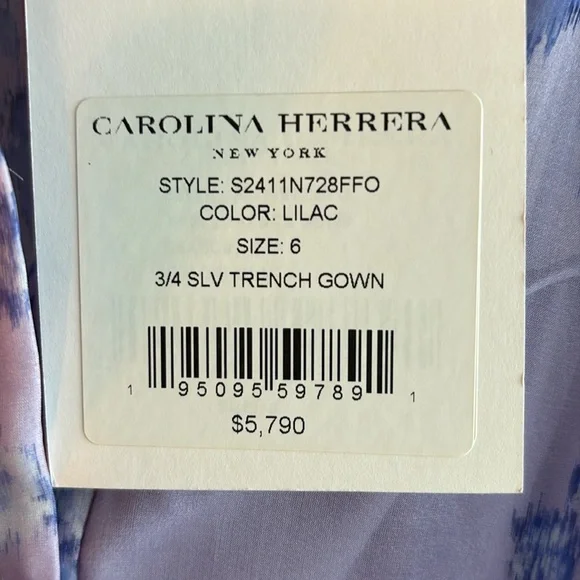 CAROLINA HERRERA
NEW YORK
STYLE: S2411N728FFO
COLOR: LILAC
SIZE: 6
3/4 SLV TRENCH GOWN
1 95095 59789 1
$5,790